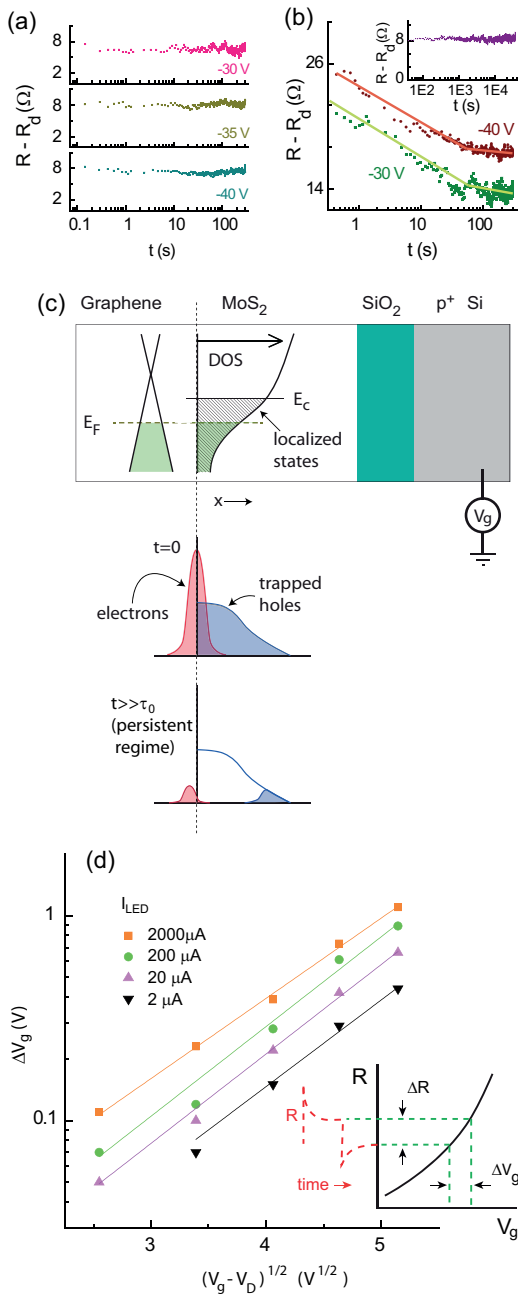 (a)
R - R_d (Ω)
8
2
-30 V
8
2
-35 V
8
2
-40 V
0.1 1 10 100
t (s)
(b)
R - R_d (Ω)
26
14
-40 V
-30 V
1 10 100
t (s)
R - R_d (Ω)
8
0
1E2 1E3 1E4
t (s)
(c)
Graphene MoS₂ SiO₂ p⁺ Si
DOS
E_c
E_F
localized
states
x
V_g
t=0
electrons
trapped
holes
t>>τ₀
(persistent
regime)
(d)
ΔV_g (V)
1
0.1
I_LED
2000μA
200 μA
20 μA
2 μA
R
R
ΔR
time
ΔV_g
V_g
3 4 5
(V_g-V_D)^1/2 (V^1/2)